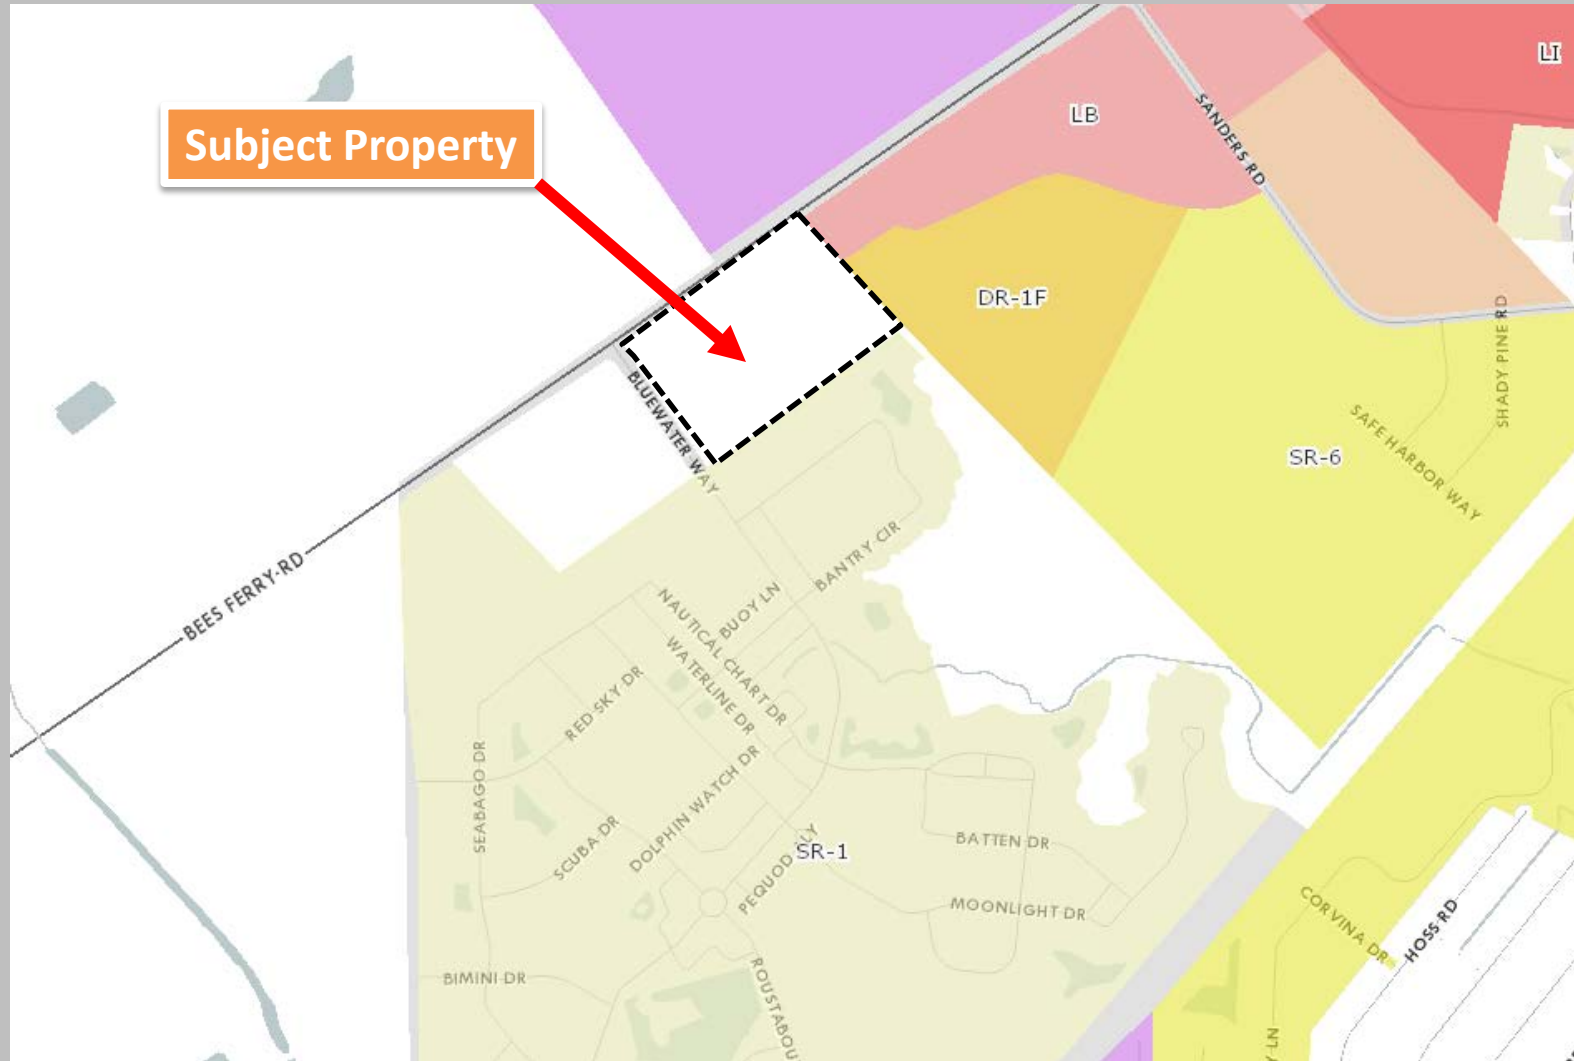 LI
LB
SANDERS RD
Subject Property
DR-1F
SHADY PINE RD
BLUEWATER WAY
SAFE HARBOR WAY
SR-6
BEES FERRY RD
BANTRY CIR
BUOY LN
NAUTICAL CHART DR
WATERLINE DR
RED SKY DR
SEABAGO DR
DOLPHIN WATCH DR
SCUBA DR
PEQUOD LY
SR-1
BATTEN DR
MOONLIGHT DR
CORVINA DR
HOSS RD
BIMINI DR
ROUSTABOU
Y LN